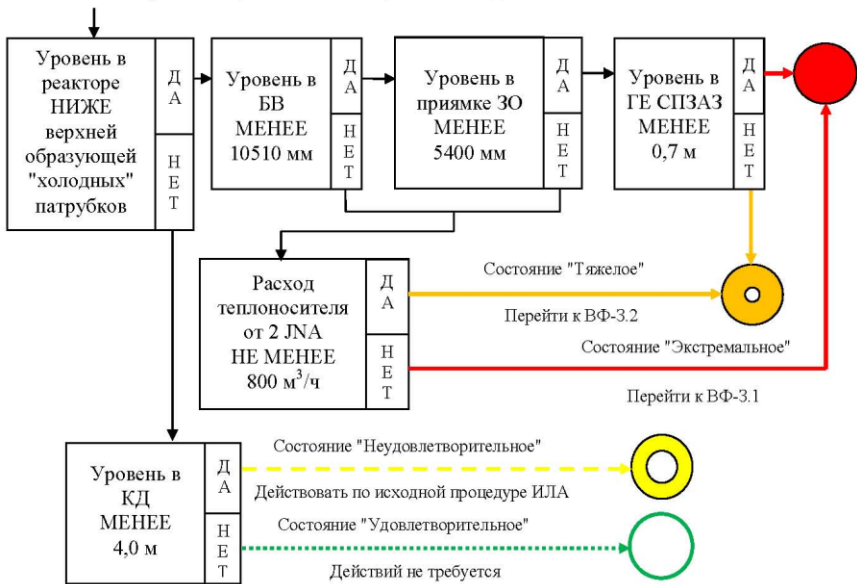 Уровень в
реакторе
НИЖЕ
верхней
образующей
"холодных"
патрубков
ДА
НЕТ
Уровень в
БВ
МЕНЕЕ
10510 мм
ДА
НЕТ
Уровень в
приямке ЗО
МЕНЕЕ
5400 мм
ДА
НЕТ
Уровень в
ГЕ СПЗАЗ
МЕНЕЕ
0,7 м
ДА
НЕТ
Расход
теплоносителя
от 2 JNA
НЕ МЕНЕЕ
800 м³/ч
ДА
НЕТ
Состояние "Тяжелое"
Перейти к ВФ-3.2
Состояние "Экстремальное"
Перейти к ВФ-3.1
Уровень в
КД
МЕНЕЕ
4,0 м
ДА
НЕТ
Состояние "Неудовлетворительное"
Действовать по исходной процедуре ИЛА
Состояние "Удовлетворительное"
Действий не требуется